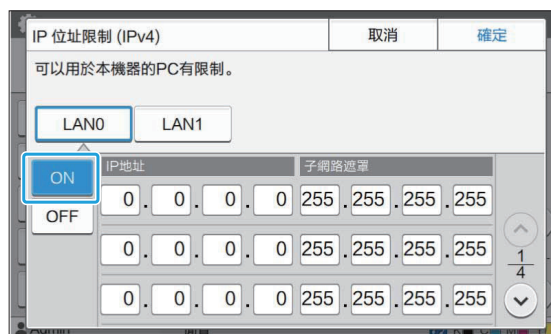 IP 位址限制 (IPv4) 取消 確定
可以用於本機器的PC有限制。
LAN0 LAN1
ON IP地址 子網路遮罩
OFF
0 . 0 . 0 . 0 255 . 255 . 255 . 255
0 . 0 . 0 . 0 255 . 255 . 255 . 255
1
4
0 . 0 . 0 . 0 255 . 255 . 255 . 255